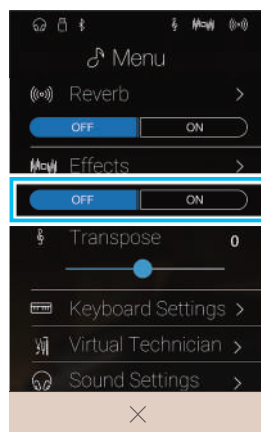 Menu
Reverb >
OFF ON
Effects >
OFF ON
Transpose 0
Keyboard Settings >
Virtual Technician >
Sound Settings >